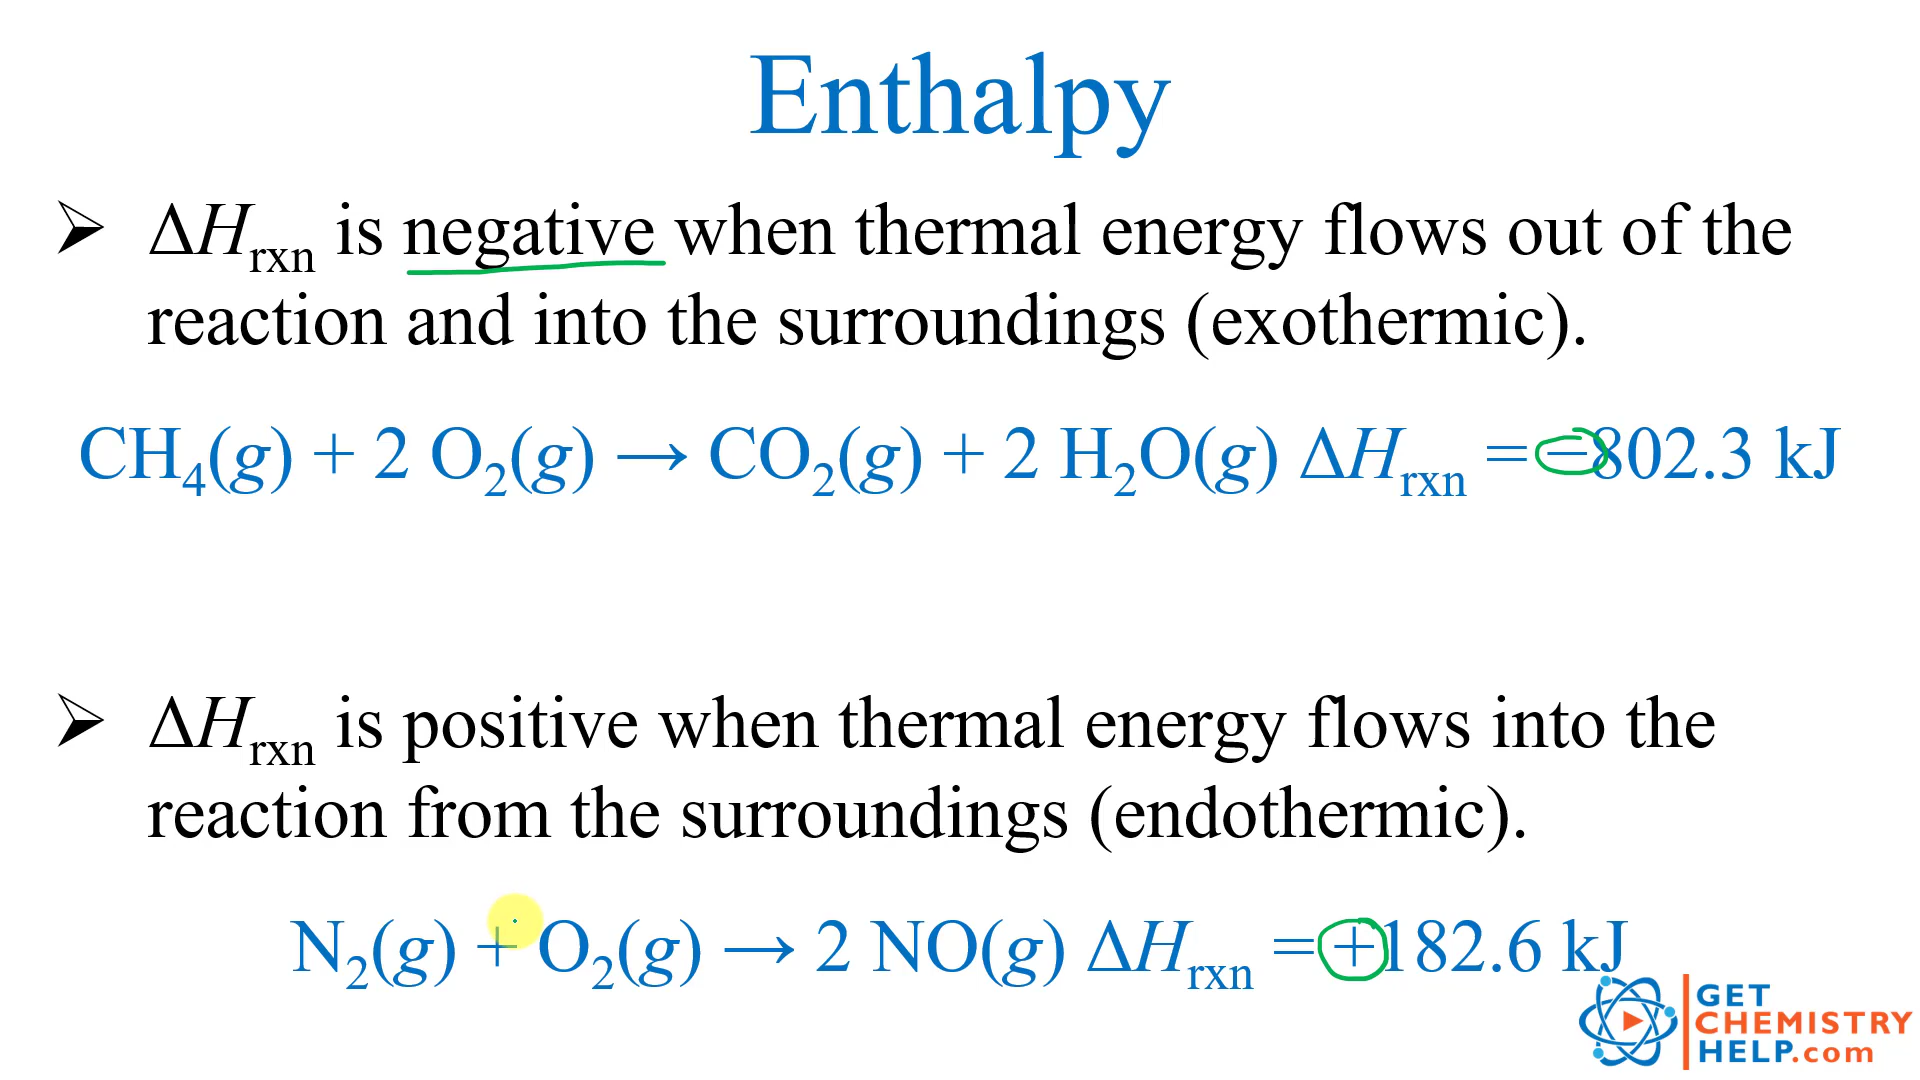 Enthalpy
➢ ΔHrxn is negative when thermal energy flows out of the
reaction and into the surroundings (exothermic).
CH₄(g) + 2 O₂(g) → CO₂(g) + 2 H₂O(g) ΔHrxn = −802.3 kJ
➢ ΔHrxn is positive when thermal energy flows into the
reaction from the surroundings (endothermic).
N₂(g) + O₂(g) → 2 NO(g) ΔHrxn = +182.6 kJ
GET
CHEMISTRY
HELP.com